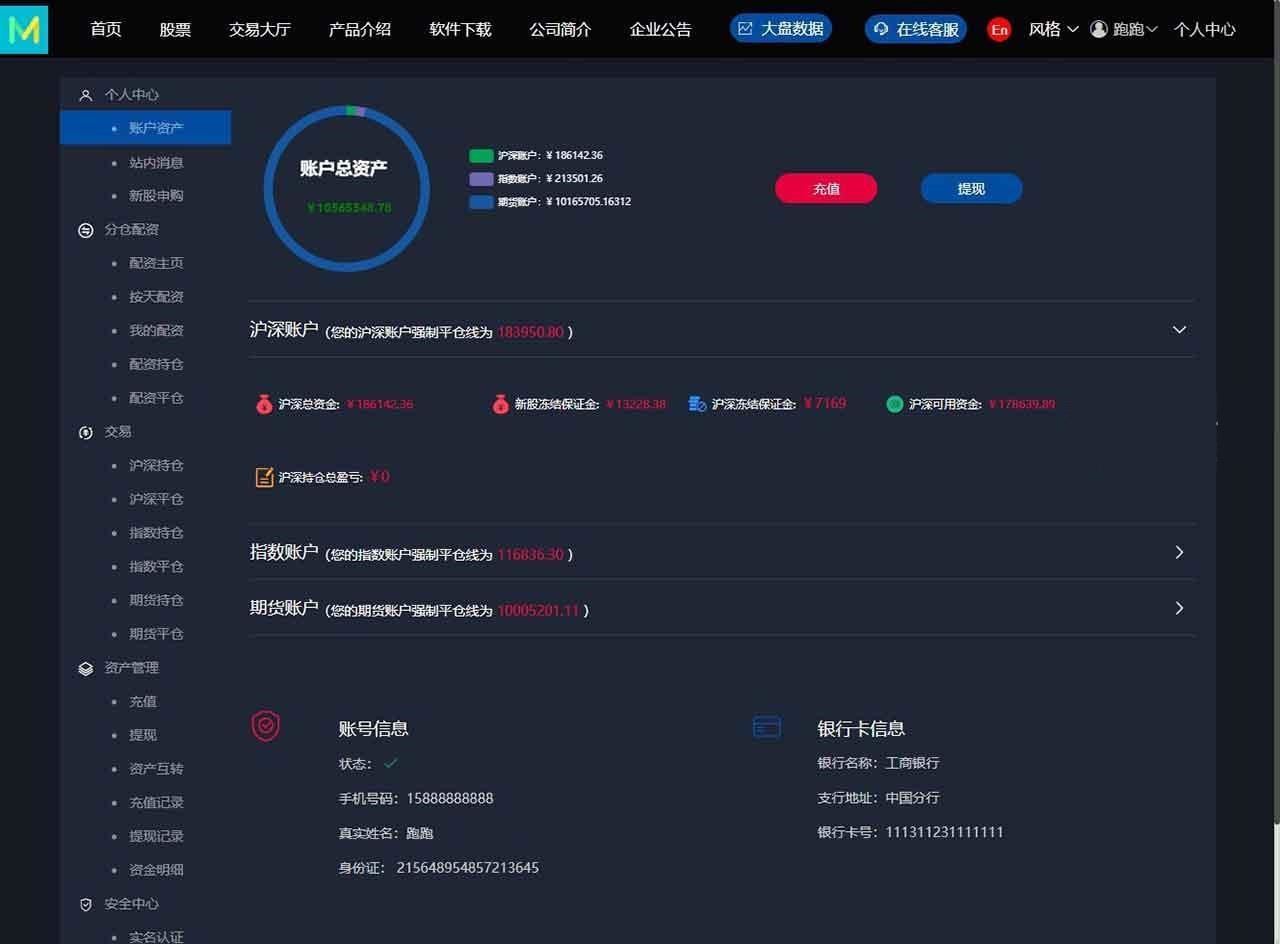 M 首页 股票 交易大厅 产品介绍 软件下载 公司简介 企业公告 大盘数据 在线客服 En 风格 跑跑 个人中心
个人中心
账户资产
站内消息
新股申购
分仓配资
配资主页
按天配资
我的配资
配资持仓
配资平仓
交易
沪深持仓
沪深平仓
指数持仓
指数平仓
期货持仓
期货平仓
资产管理
充值
提现
资产互转
充值记录
提现记录
资金明细
安全中心
实名认证
账户总资产
￥10565348.78
沪深账户：￥186142.36
指数账户：￥213501.26
期货账户：￥10165705.16312
充值 提现
沪深账户 (您的沪深账户强制平仓线为 183950.80 )
沪深总资金: ￥186142.36 新股冻结保证金: ￥13228.38 沪深冻结保证金: ￥7169 沪深可用资金: ￥178639.89
沪深持仓总盈亏: ￥0
指数账户 (您的指数账户强制平仓线为 116836.30 )
期货账户 (您的期货账户强制平仓线为 10005201.11 )
账号信息
状态：
手机号码：15888888888
真实姓名：跑跑
身份证： 215648954857213645
银行卡信息
银行名称：工商银行
支行地址：中国分行
银行卡号：111311231111111